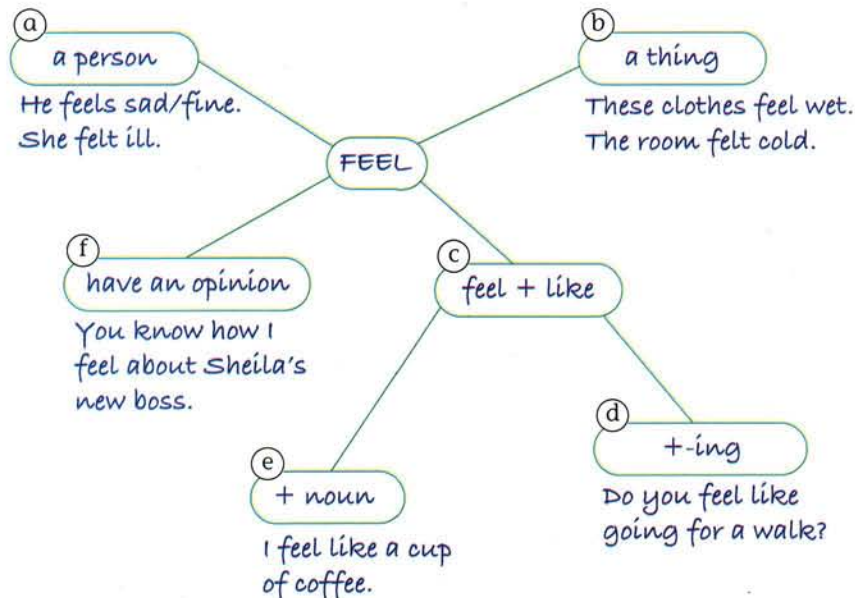 a
a person
He feels sad/fine.
She felt ill.
b
a thing
These clothes feel wet.
The room felt cold.
FEEL
f
have an opinion
You know how I
feel about Sheila's
new boss.
c
feel + like
e
+ noun
I feel like a cup
of coffee.
d
+-ing
Do you feel like
going for a walk?